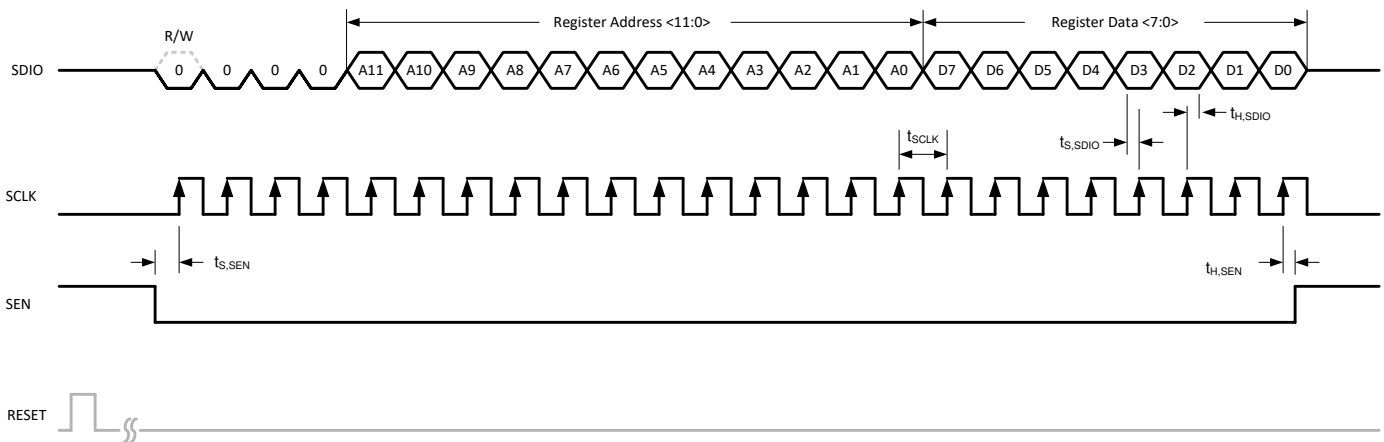 Register Address <11:0>
Register Data <7:0>
R/W
SDIO
0 0 0 0 A11 A10 A9 A8 A7 A6 A5 A4 A3 A2 A1 A0 D7 D6 D5 D4 D3 D2 D1 D0
tH,SDIO
tSCLK
tS,SDIO
SCLK
tS,SEN
tH,SEN
SEN
RESET